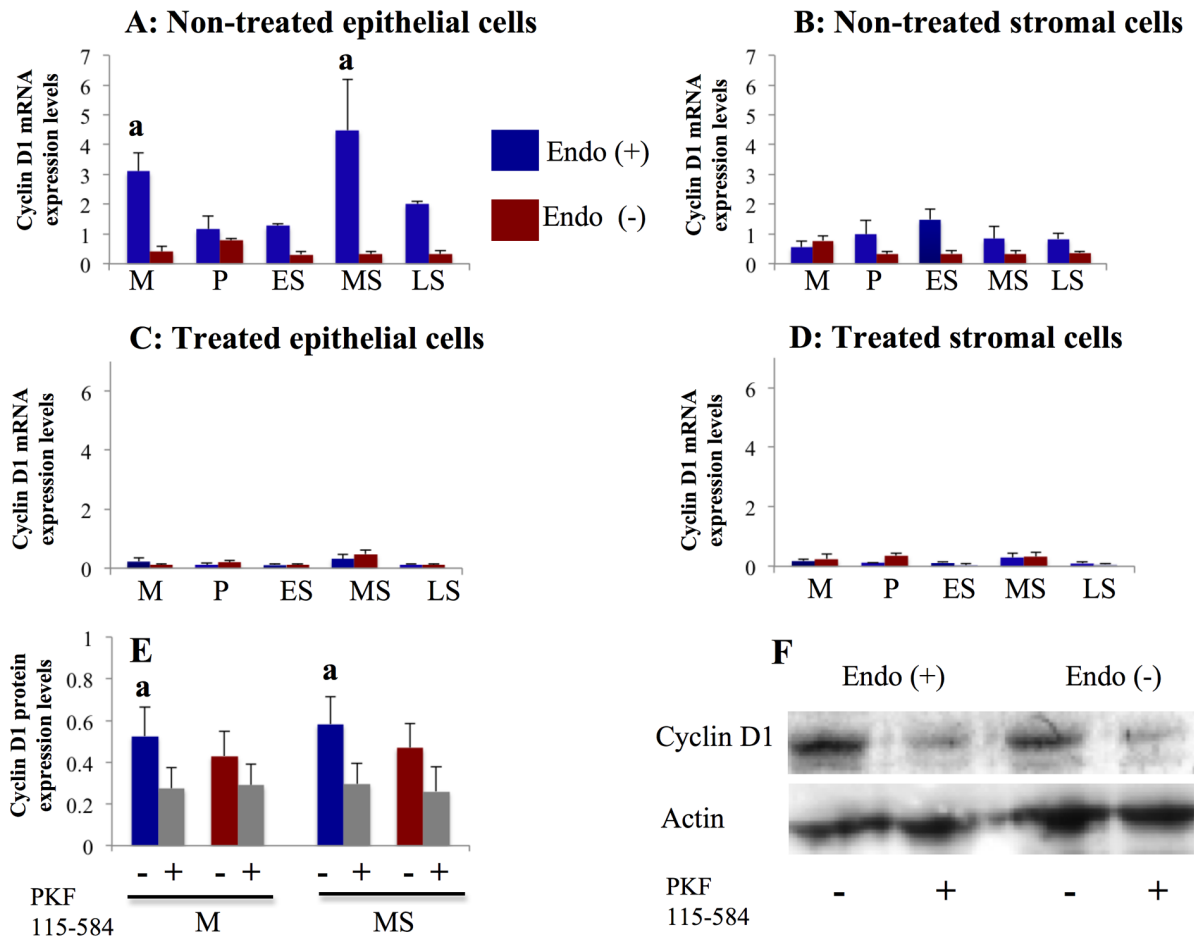 A: Non-treated epithelial cells
Cyclin D1 mRNA
expression levels
7
6
5
4
3
2
1
0
a
a
M P ES MS LS
Endo (+)
Endo (-)
B: Non-treated stromal cells
Cyclin D1 mRNA
expression levels
7
6
5
4
3
2
1
0
M P ES MS LS
C: Treated epithelial cells
Cyclin D1 mRNA
expression levels
6
4
2
0
M P ES MS LS
D: Treated stromal cells
Cyclin D1 mRNA
expression levels
6
4
2
0
M P ES MS LS
E
Cyclin D1 protein
expression levels
1
0.8
0.6
0.4
0.2
0
a
a
- + - + - + - +
PKF
115-584
M MS
F
Endo (+) Endo (-)
Cyclin D1
Actin
PKF
115-584
- + - +